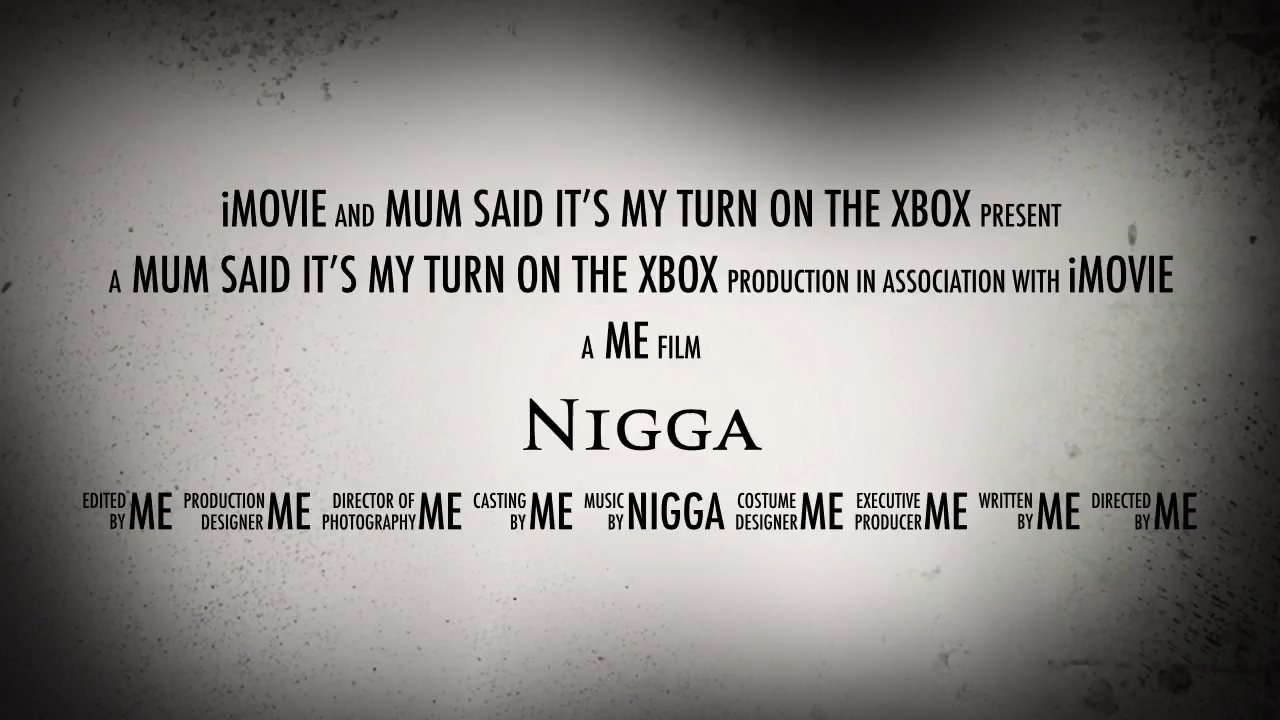 iMOVIE AND MUM SAID IT'S MY TURN ON THE XBOX PRESENT
A MUM SAID IT'S MY TURN ON THE XBOX PRODUCTION IN ASSOCIATION WITH iMOVIE
A ME FILM
NIGGA
EDITED BY ME PRODUCTION DESIGNER ME DIRECTOR OF PHOTOGRAPHY ME CASTING BY ME MUSIC BY NIGGA COSTUME DESIGNER ME EXECUTIVE PRODUCER ME WRITTEN BY ME DIRECTED BY ME